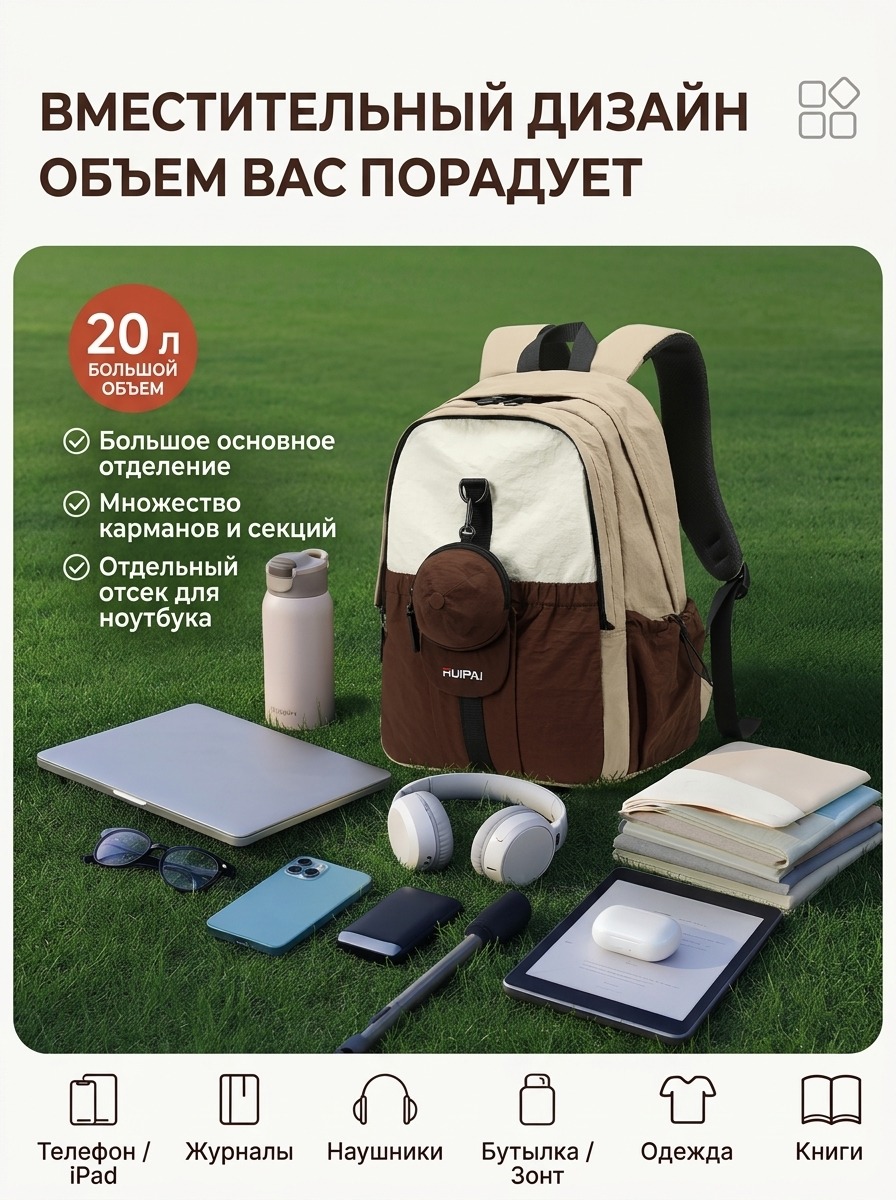 ВМЕСТИТЕЛЬНЫЙ ДИЗАЙН
ОБЪЕМ ВАС ПОРАДУЕТ
20 л
БОЛЬШОЙ
ОБЪЕМ
Большое основное
отделение
Множество
карманов и секций
Отдельный
отсек для
ноутбука
HUIPAI
Телефон /
iPad
Журналы
Наушники
Бутылка /
Зонт
Одежда
Книги